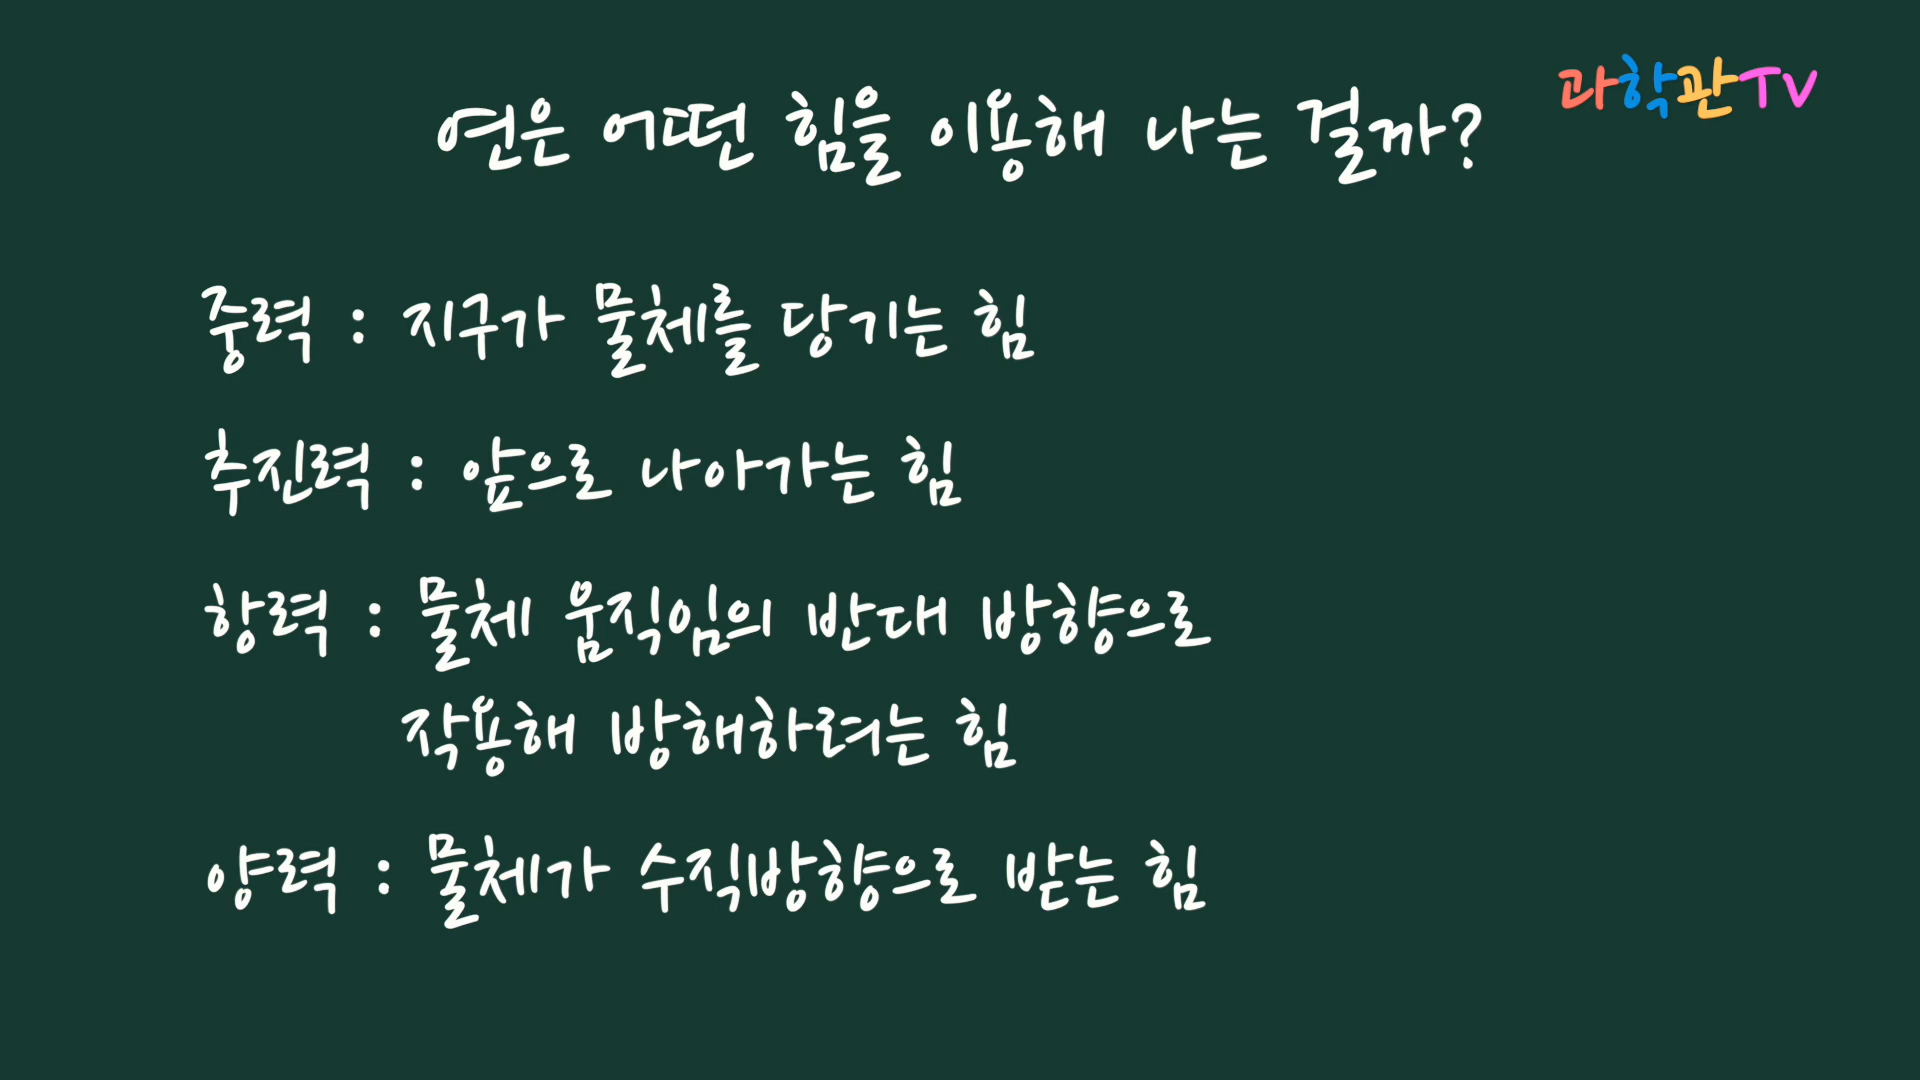 과학관TV
연은 어떤 힘을 이용해 나는 걸까?
중력 : 지구가 물체를 당기는 힘
추진력 : 앞으로 나아가는 힘
항력 : 물체 움직임의 반대 방향으로
작용해 방해하려는 힘
양력 : 물체가 수직방향으로 받는 힘